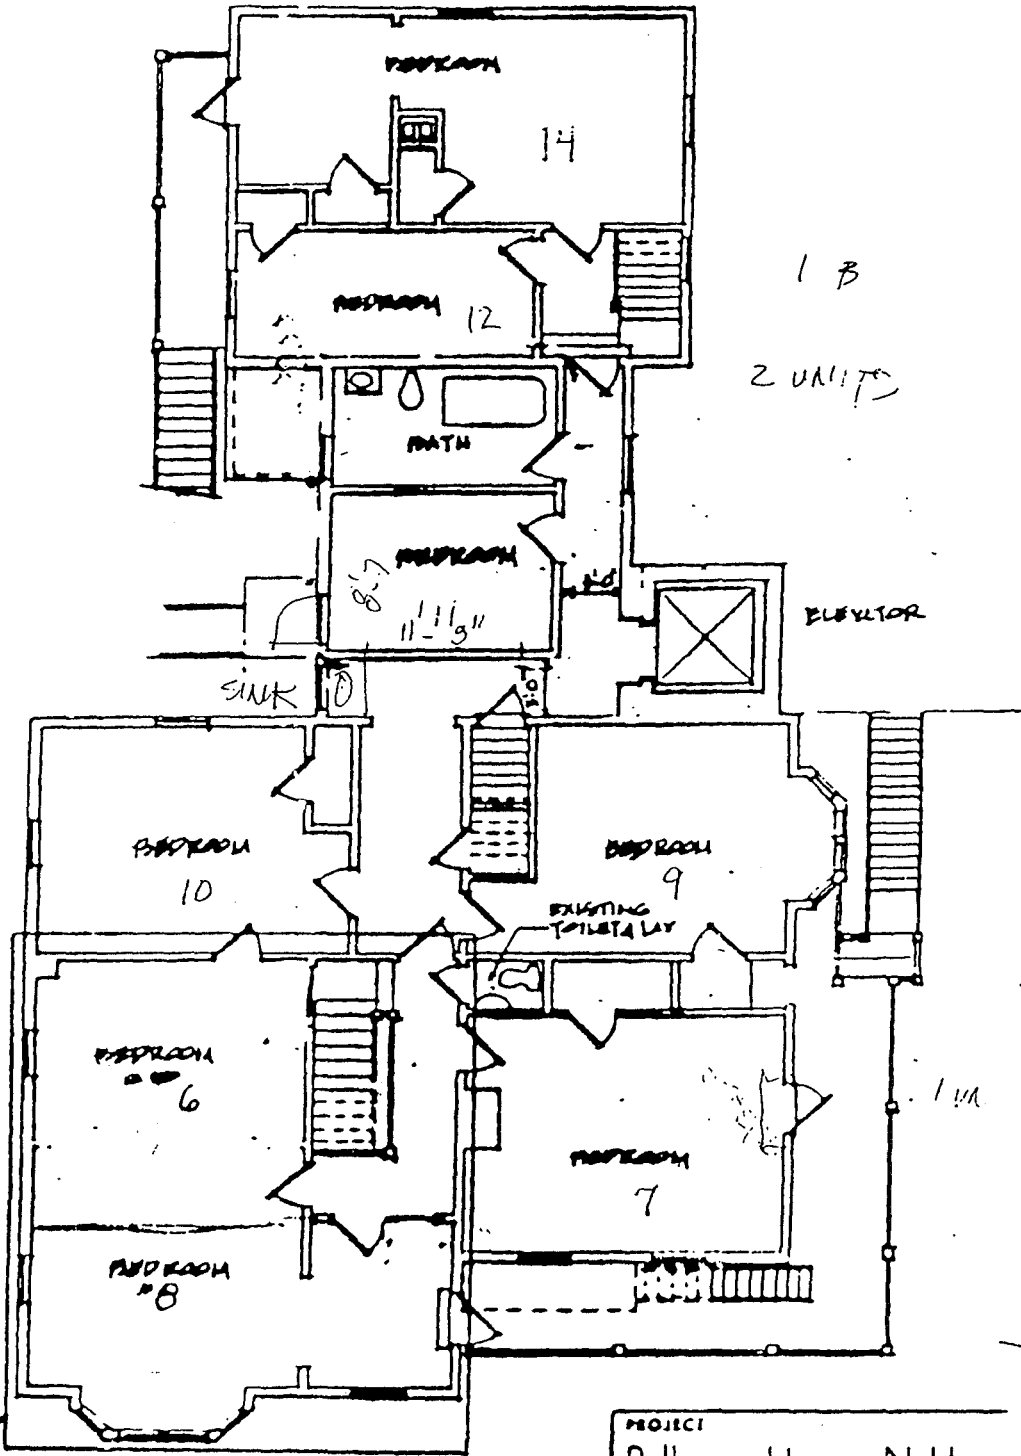 BEDROOM
14
1 B
BEDROOM
12
2 UNITS
BATH
BEDROOM
8'-7
11'-11 3"
ELEVATOR
SINK
BEDROOM
10
BEDROOM
9
EXISTING
TOILET & LAV
BEDROOM
6
BEDROOM
7
BEDROOM
#8
PROJECT